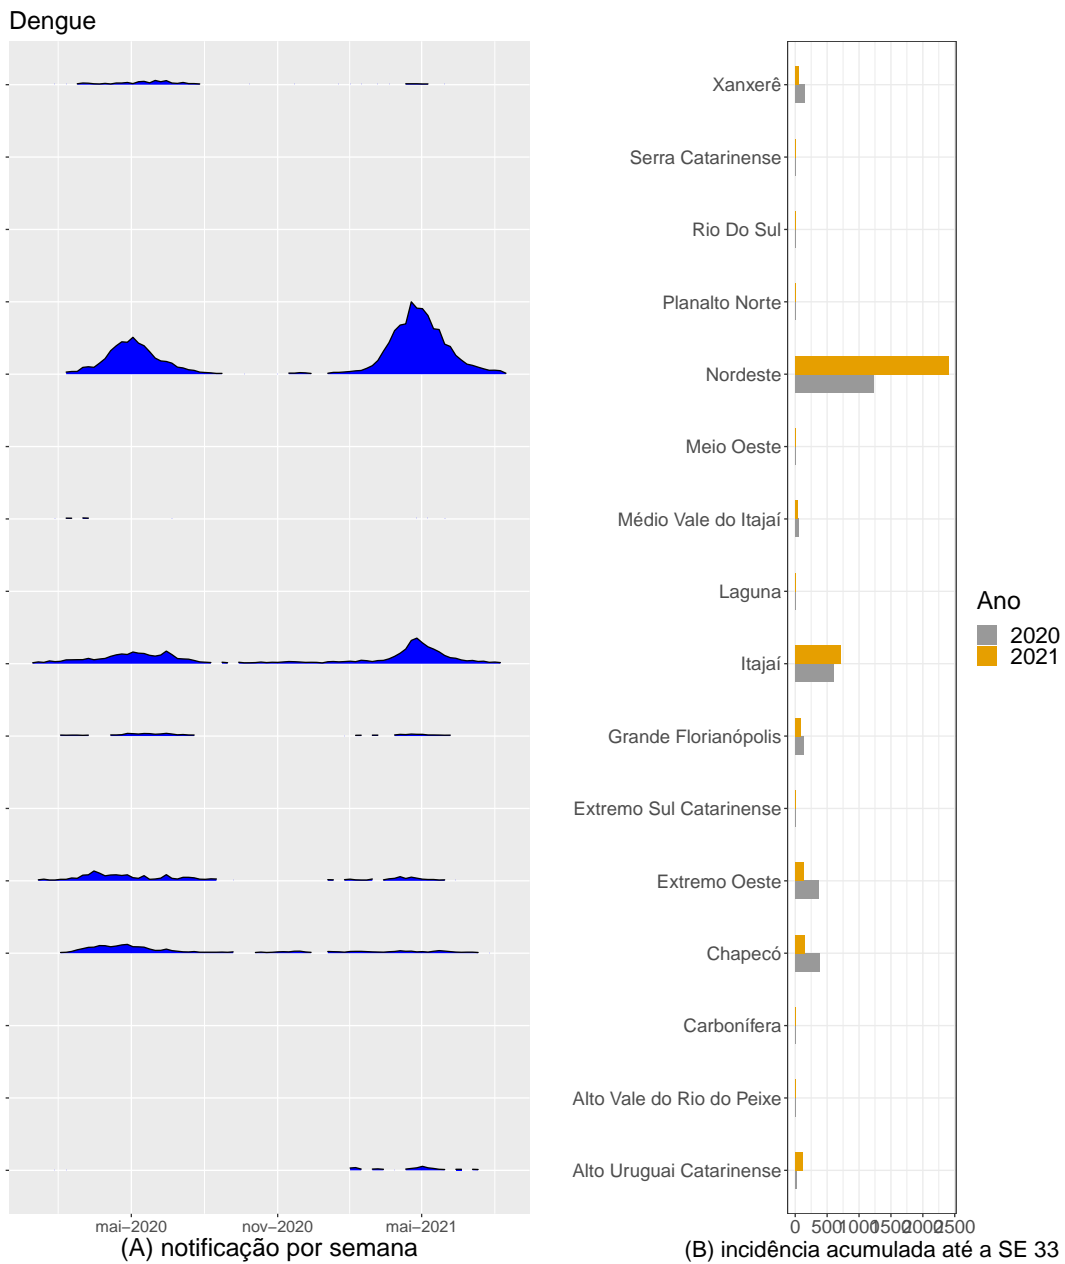 Dengue
Xanxerê
Serra Catarinense
Rio Do Sul
Planalto Norte
Nordeste
Meio Oeste
Médio Vale do Itajaí
Laguna
Itajaí
Grande Florianópolis
Extremo Sul Catarinense
Extremo Oeste
Chapecó
Carbonífera
Alto Vale do Rio do Peixe
Alto Uruguai Catarinense
Ano
2020
2021
mai–2020 nov–2020 mai–2021
(A) notificação por semana
0 500 1000 1500 2000 2500
(B) incidência acumulada até a SE 33